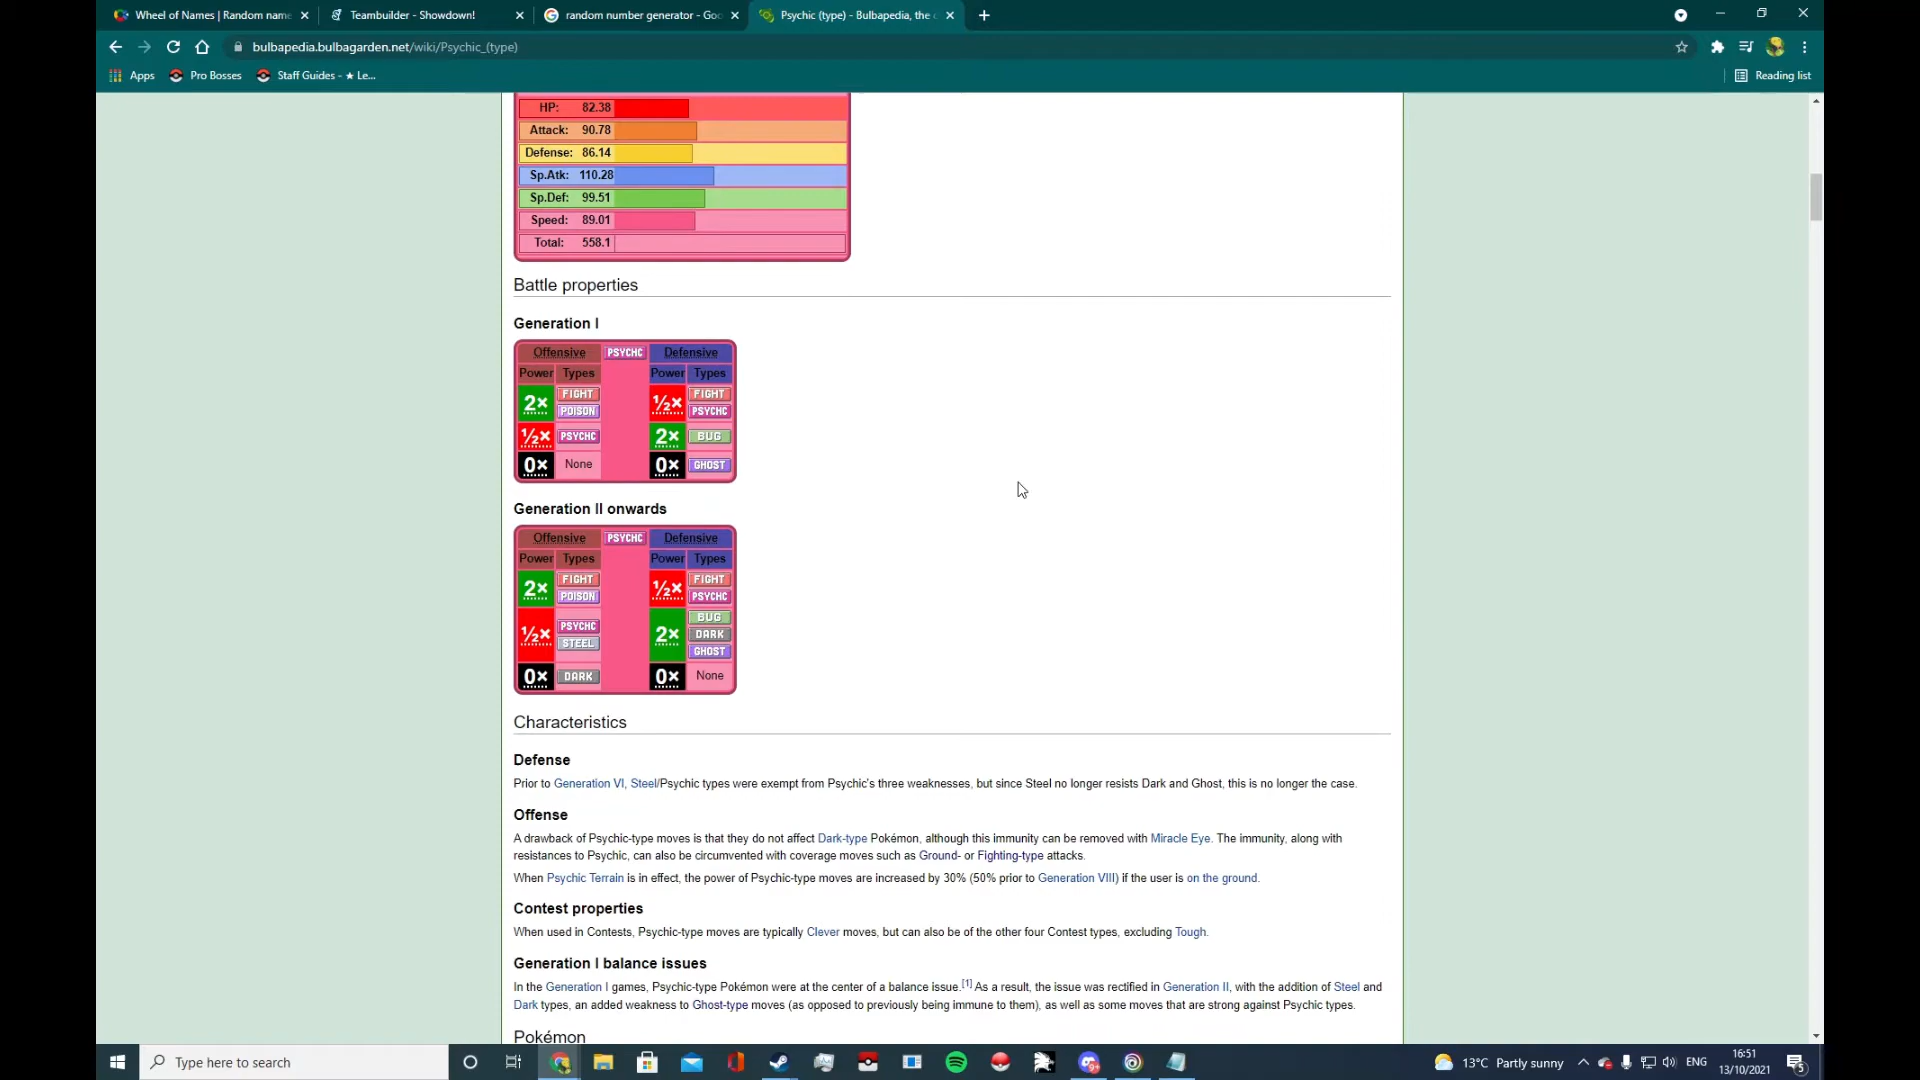 Wheel of Names | Random name
Teambuilder - Showdown!
random number generator - Goo
Psychic (type) - Bulbapedia, the c
bulbapedia.bulbagarden.net/wiki/Psychic_(type)
Apps
Pro Bosses
Staff Guides - ★ Le...
Reading list
HP: 82.38
Attack: 90.78
Defense: 86.14
Sp.Atk: 110.28
Sp.Def: 99.51
Speed: 89.01
Total: 558.1
Battle properties
Generation I
Offensive PSYCHC Defensive
Power Types Power Types
2× FIGHT ½× FIGHT
POISON PSYCHC
½× PSYCHC 2× BUG
0× None 0× GHOST
Generation II onwards
Offensive PSYCHC Defensive
Power Types Power Types
2× FIGHT ½× FIGHT
POISON PSYCHC
½× PSYCHC 2× BUG
STEEL DARK
GHOST
0× DARK 0× None
Characteristics
Defense
Prior to Generation VI, Steel/Psychic types were exempt from Psychic's three weaknesses, but since Steel no longer resists Dark and Ghost, this is no longer the case.
Offense
A drawback of Psychic-type moves is that they do not affect Dark-type Pokémon, although this immunity can be removed with Miracle Eye. The immunity, along with
resistances to Psychic, can also be circumvented with coverage moves such as Ground- or Fighting-type attacks.
When Psychic Terrain is in effect, the power of Psychic-type moves are increased by 30% (50% prior to Generation VIII) if the user is on the ground.
Contest properties
When used in Contests, Psychic-type moves are typically Clever moves, but can also be of the other four Contest types, excluding Tough.
Generation I balance issues
In the Generation I games, Psychic-type Pokémon were at the center of a balance issue.[1] As a result, the issue was rectified in Generation II, with the addition of Steel and
Dark types, an added weakness to Ghost-type moves (as opposed to previously being immune to them), as well as some moves that are strong against Psychic types.
Pokémon
Type here to search
13°C Partly sunny
ENG
16:51
13/10/2021
5